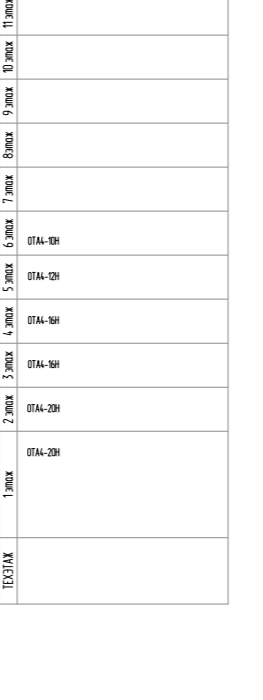 11 этаж
10 этаж
9 этаж
8этаж
7 этаж
6 этаж
ОТА4-10Н
5 этаж
ОТА4-12Н
4 этаж
ОТА4-16Н
3 этаж
ОТА4-16Н
2 этаж
ОТА4-20Н
1 этаж
ОТА4-20Н
ТЕХЭТАЖ